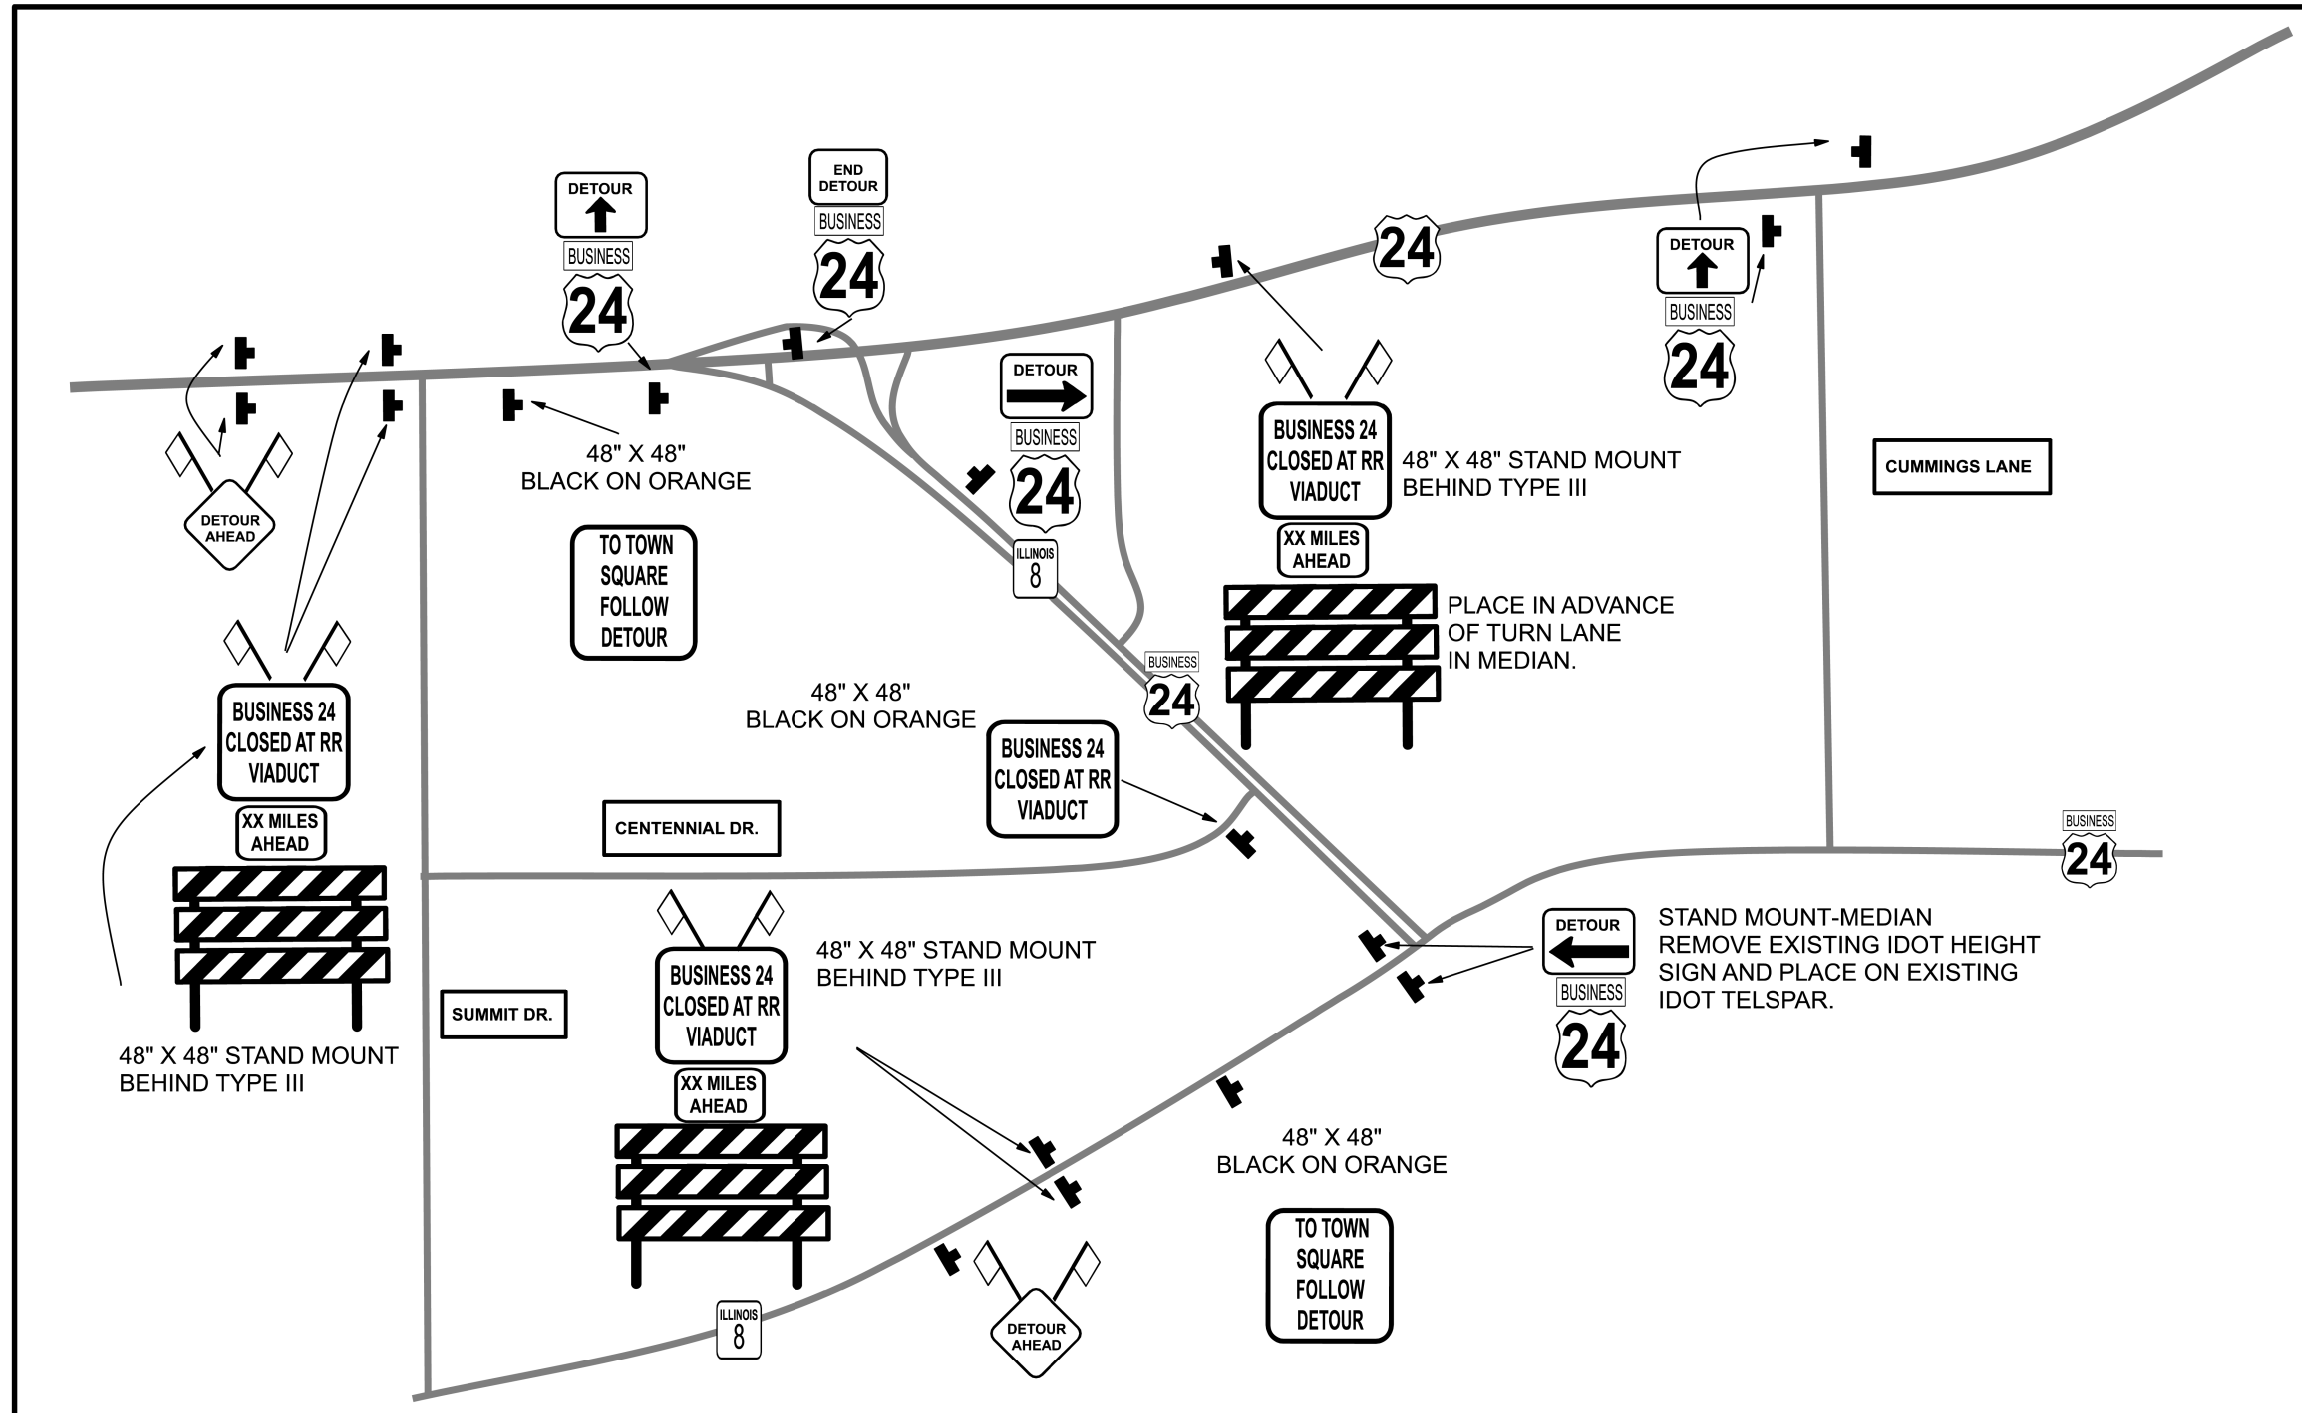 END
DETOUR
BUSINESS
24
DETOUR
BUSINESS
24
24
DETOUR
BUSINESS
24
DETOUR
BUSINESS
24
48" X 48"
BLACK ON ORANGE
DETOUR
AHEAD
TO TOWN
SQUARE
FOLLOW
DETOUR
ILLINOIS
8
BUSINESS 24
CLOSED AT RR
VIADUCT
XX MILES
AHEAD
48" X 48" STAND MOUNT
BEHIND TYPE III
PLACE IN ADVANCE
OF TURN LANE
IN MEDIAN.
CUMMINGS LANE
BUSINESS
24
48" X 48"
BLACK ON ORANGE
BUSINESS 24
CLOSED AT RR
VIADUCT
BUSINESS 24
CLOSED AT RR
VIADUCT
XX MILES
AHEAD
48" X 48" STAND MOUNT
BEHIND TYPE III
CENTENNIAL DR.
BUSINESS
24
SUMMIT DR.
BUSINESS 24
CLOSED AT RR
VIADUCT
XX MILES
AHEAD
48" X 48" STAND MOUNT
BEHIND TYPE III
DETOUR
BUSINESS
24
STAND MOUNT-MEDIAN
REMOVE EXISTING IDOT HEIGHT
SIGN AND PLACE ON EXISTING
IDOT TELSPAR.
48" X 48"
BLACK ON ORANGE
TO TOWN
SQUARE
FOLLOW
DETOUR
ILLINOIS
8
DETOUR
AHEAD